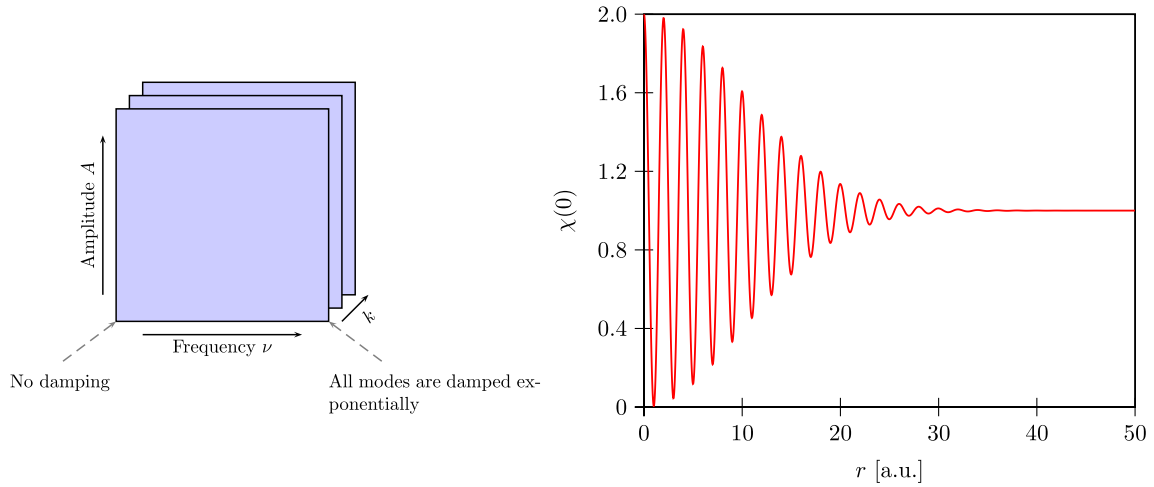 Amplitude A
Frequency ν
k
No damping
All modes are damped ex-
ponentially
χ(0)
2.0
1.6
1.2
0.8
0.4
0
0 10 20 30 40 50
r [a.u.]